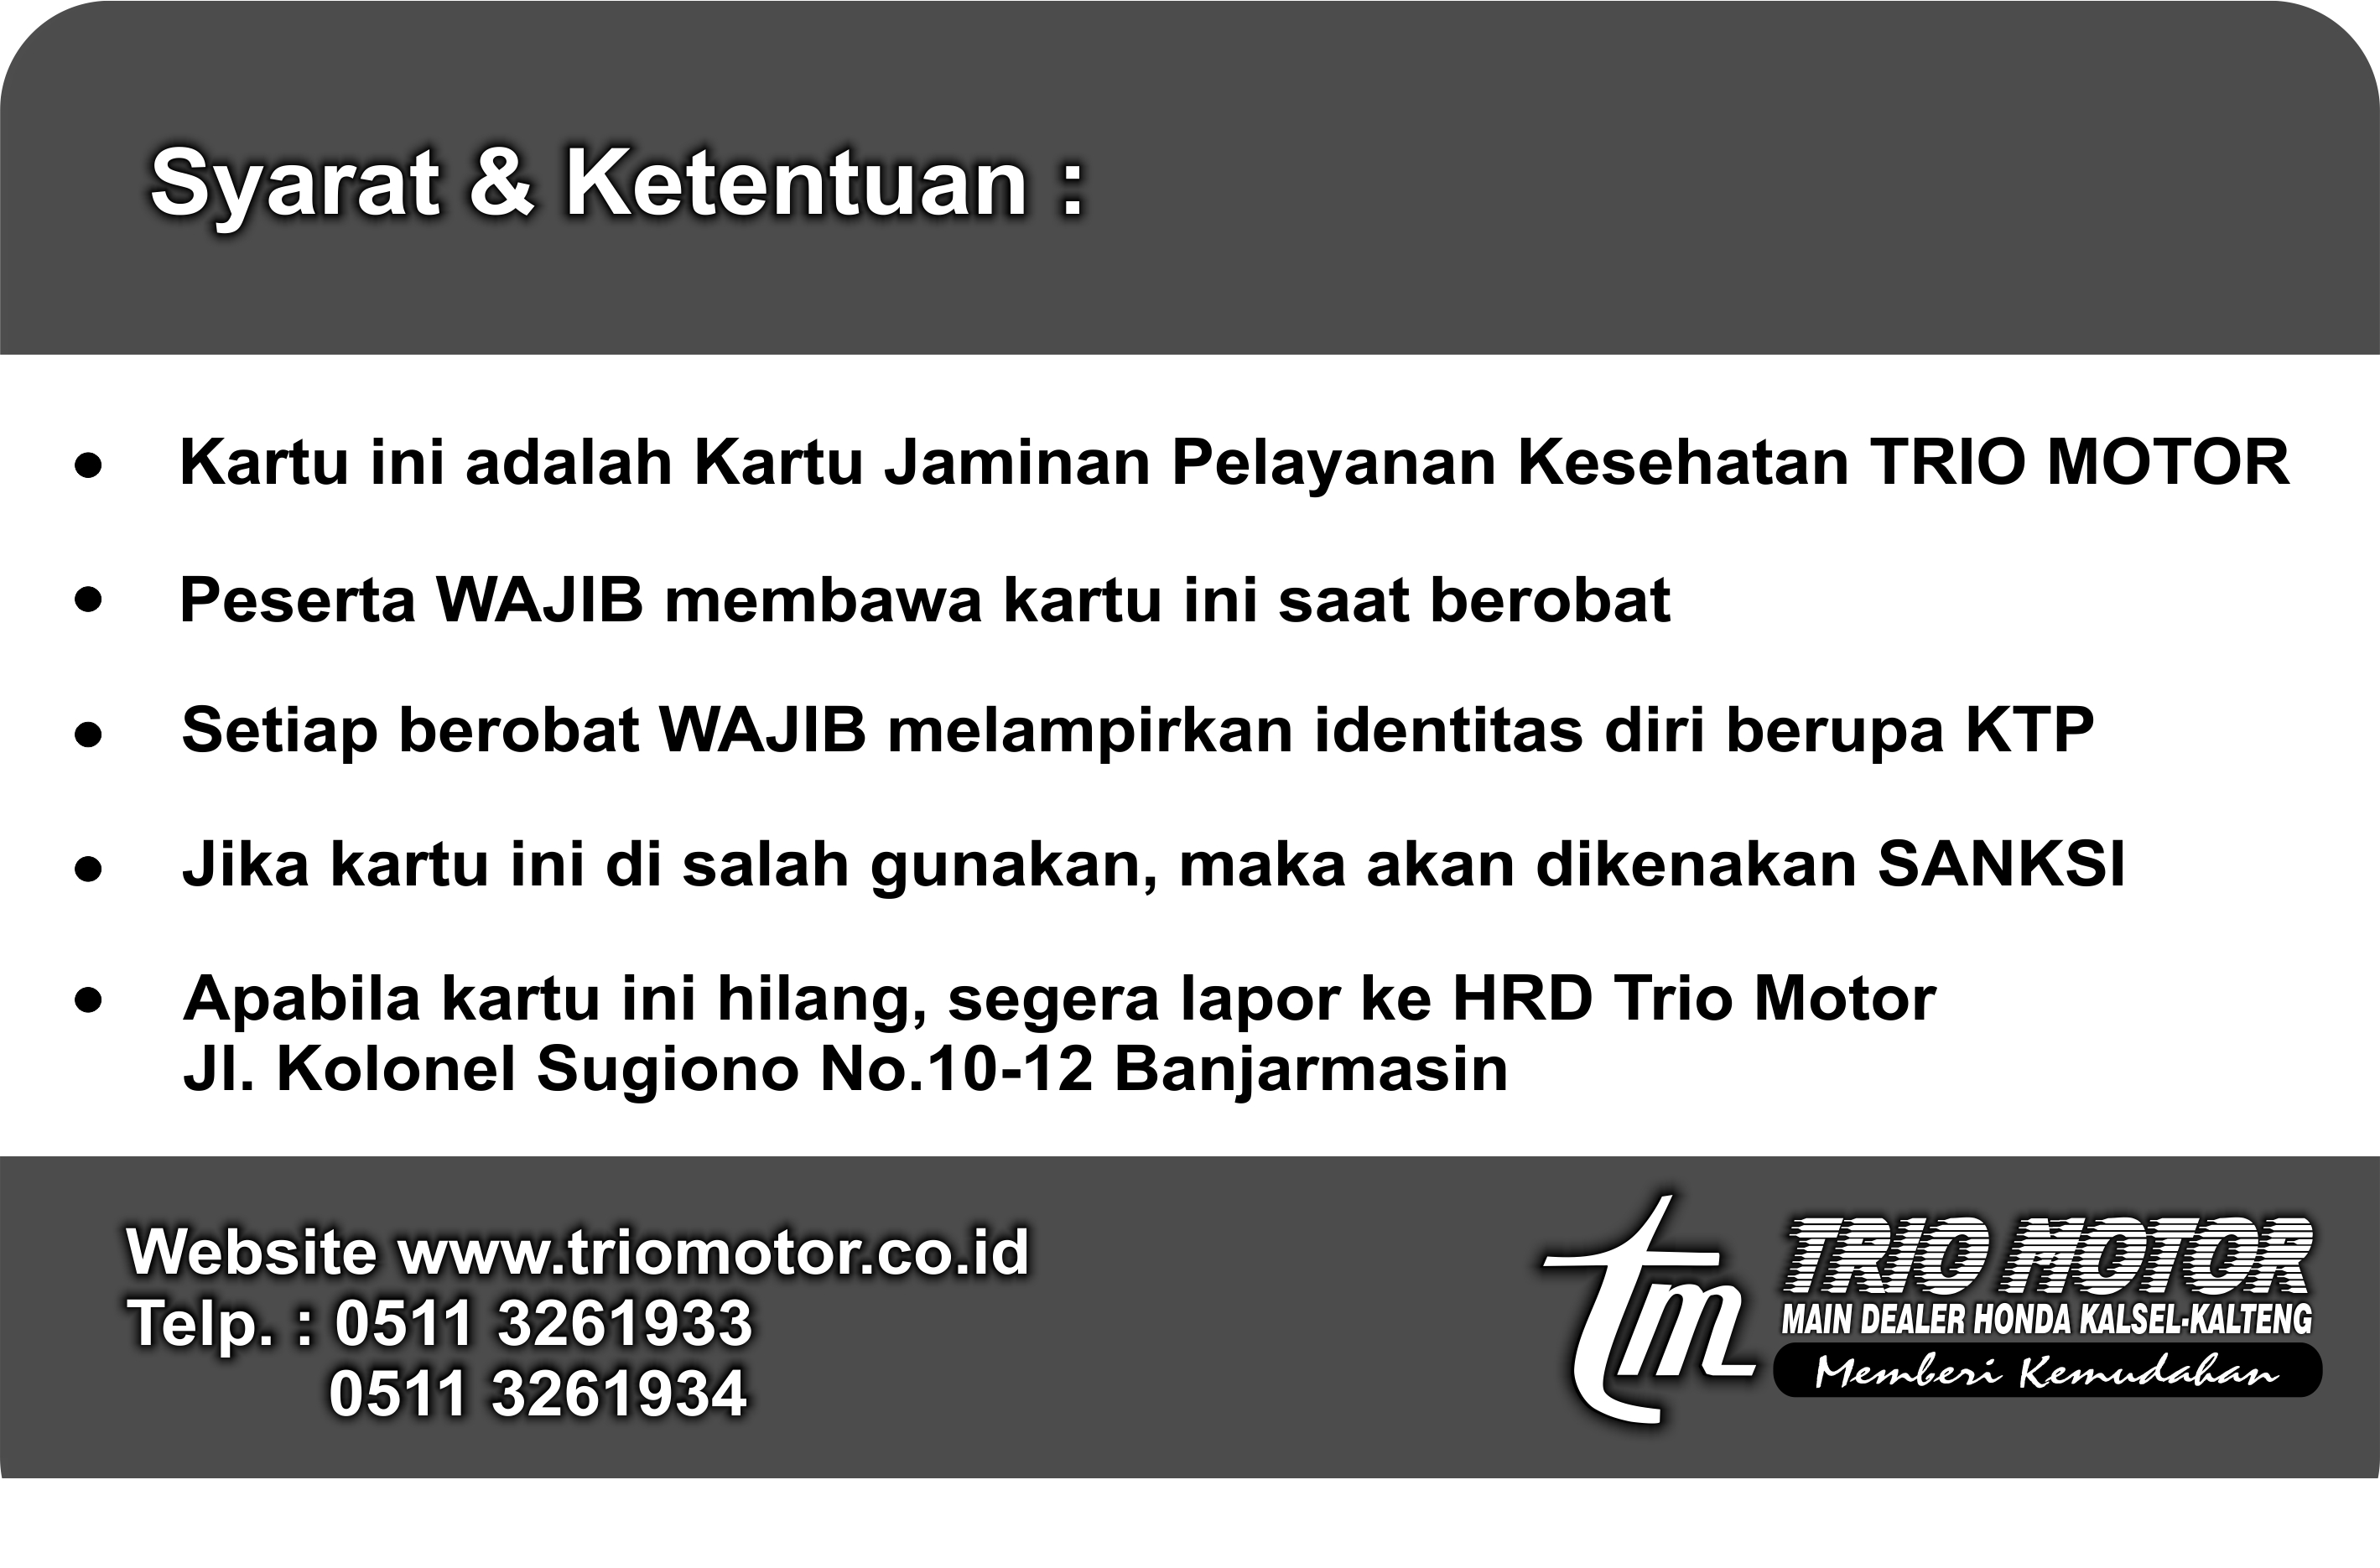 Syarat & Ketentuan :
● Kartu ini adalah Kartu Jaminan Pelayanan Kesehatan TRIO MOTOR
● Peserta WAJIB membawa kartu ini saat berobat
● Setiap berobat WAJIB melampirkan identitas diri berupa KTP
● Jika kartu ini di salah gunakan, maka akan dikenakan SANKSI
● Apabila kartu ini hilang, segera lapor ke HRD Trio Motor
Jl. Kolonel Sugiono No.10-12 Banjarmasin
Website www.triomotor.co.id
Telp. : 0511 3261933
0511 3261934
tm
TRIO MOTOR
MAIN DEALER HONDA KALSEL-KALTENG
Memberi Kemudahan